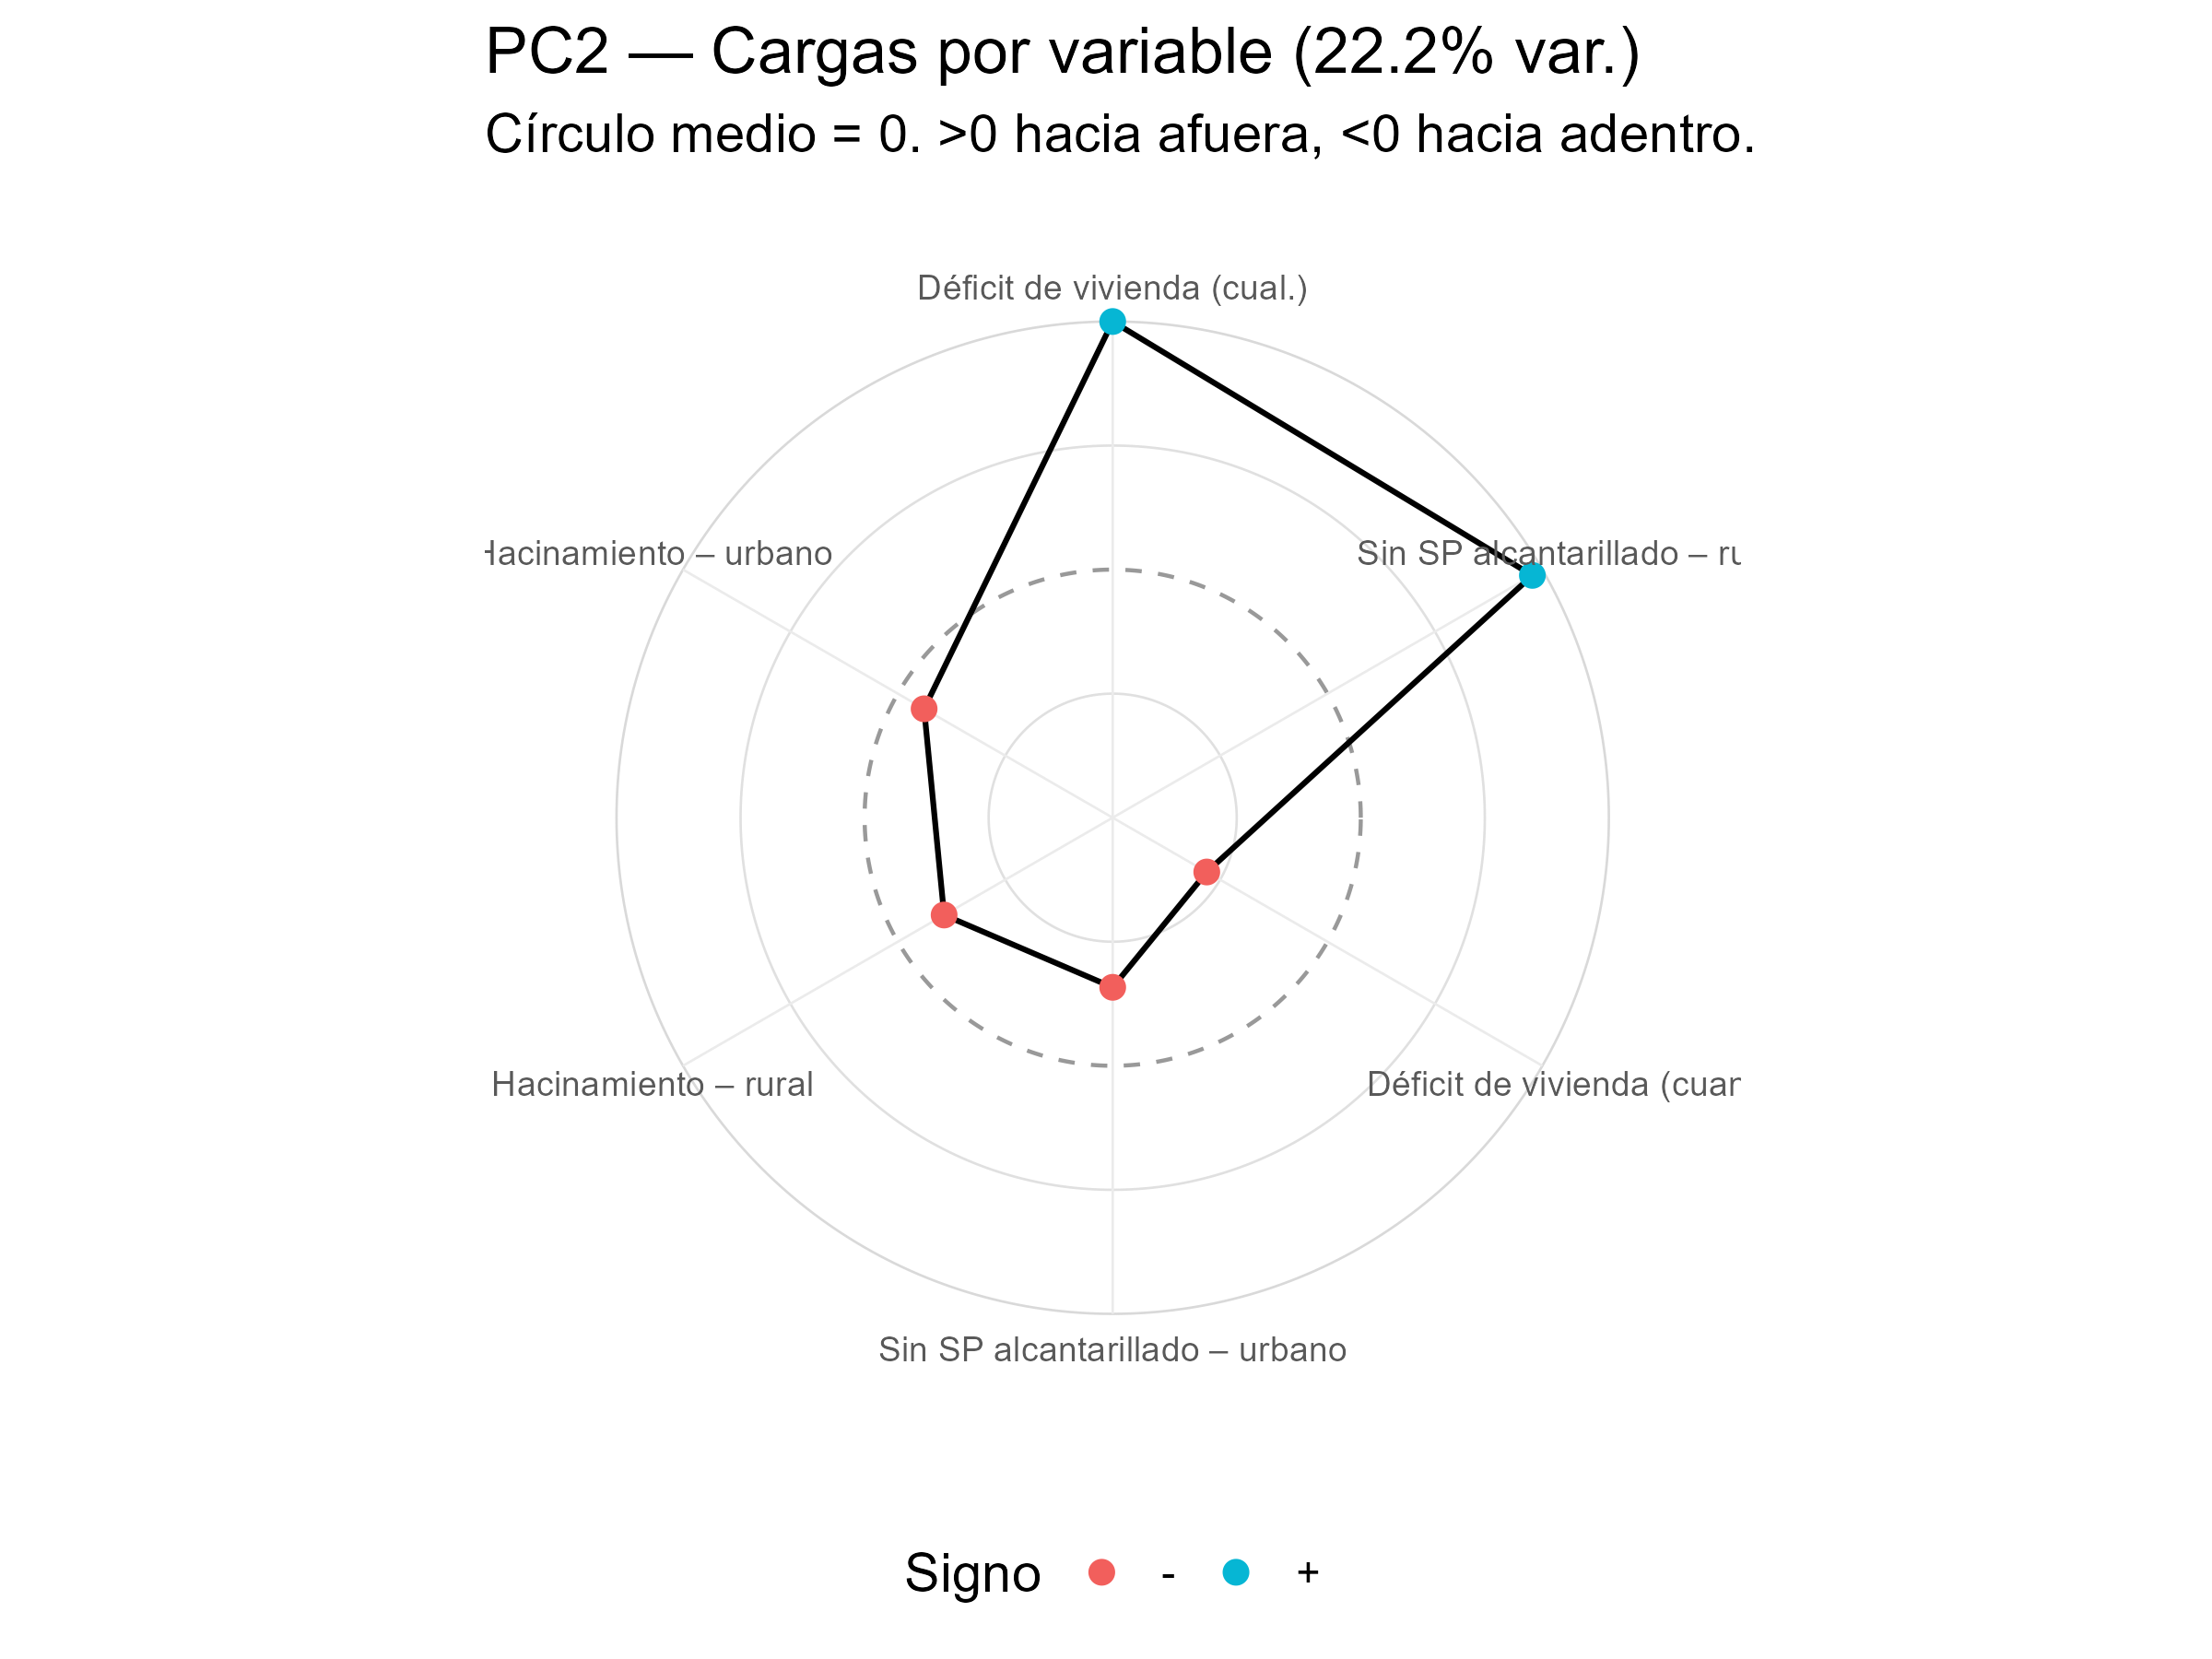 PC2 — Cargas por variable (22.2% var.)
Círculo medio = 0. >0 hacia afuera, <0 hacia adentro.
Déficit de vivienda (cual.)
Hacinamiento – urbano
Sin SP alcantarillado – ru
Hacinamiento – rural
Déficit de vivienda (cuan
Sin SP alcantarillado – urbano
Signo - +